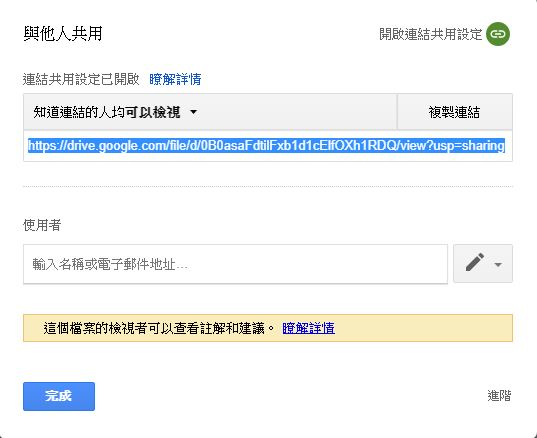 與他人共用
開啟連結共用設定
連結共用設定已開啟 瞭解詳情
知道連結的人均可以檢視
複製連結
https://drive.google.com/file/d/0B0asaFdtilFxb1d1cElfOXh1RDQ/view?usp=sharing
使用者
輸入名稱或電子郵件地址...
這個檔案的檢視者可以查看註解和建議。 瞭解詳情
完成
進階